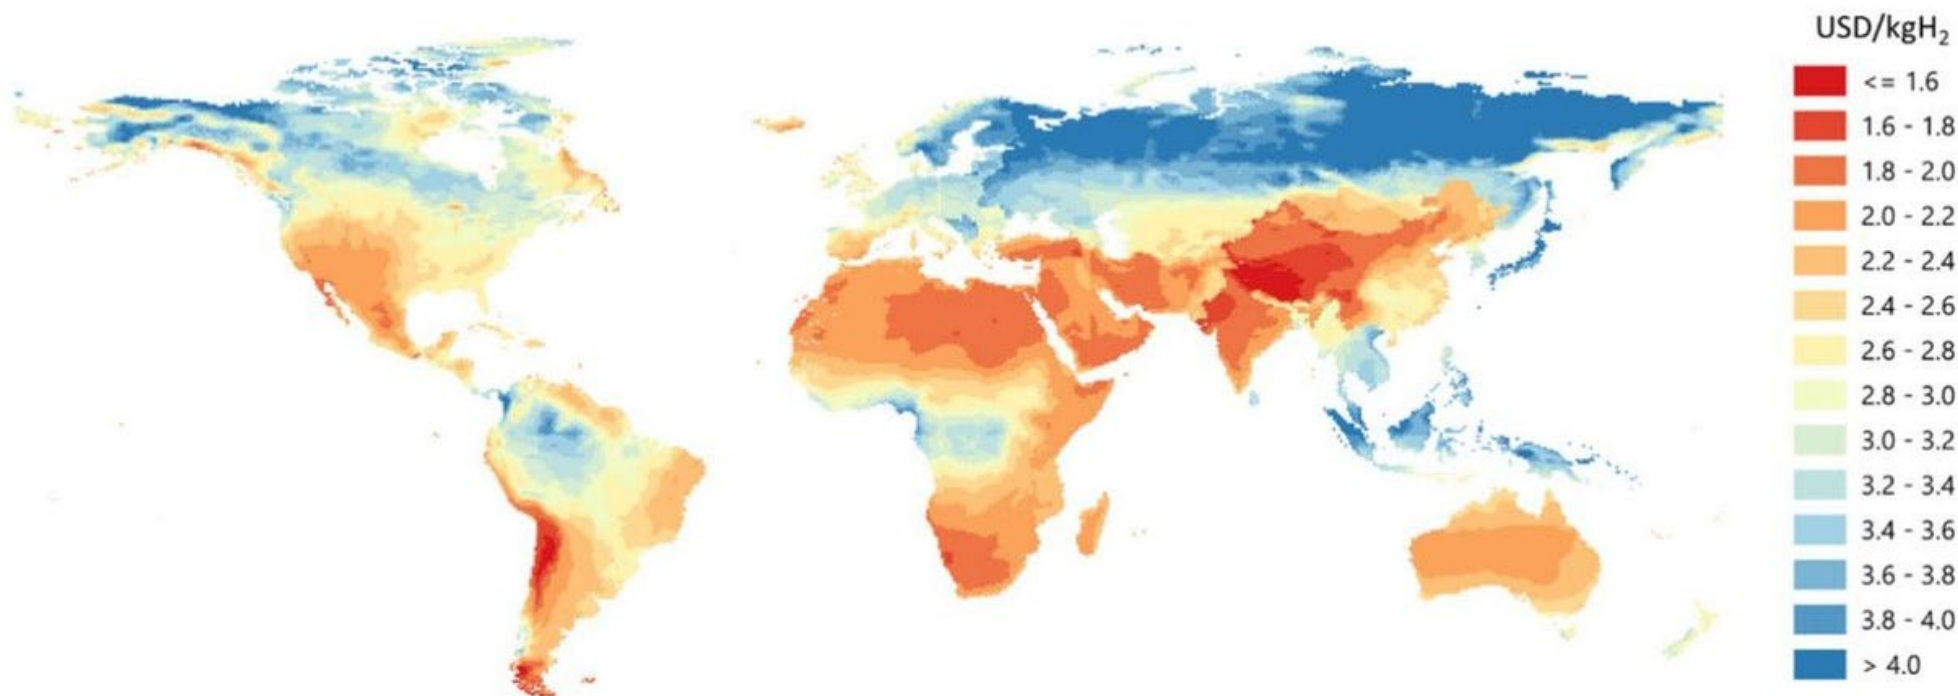 USD/kgH₂
<= 1.6
1.6 - 1.8
1.8 - 2.0
2.0 - 2.2
2.2 - 2.4
2.4 - 2.6
2.6 - 2.8
2.8 - 3.0
3.0 - 3.2
3.2 - 3.4
3.4 - 3.6
3.6 - 3.8
3.8 - 4.0
> 4.0